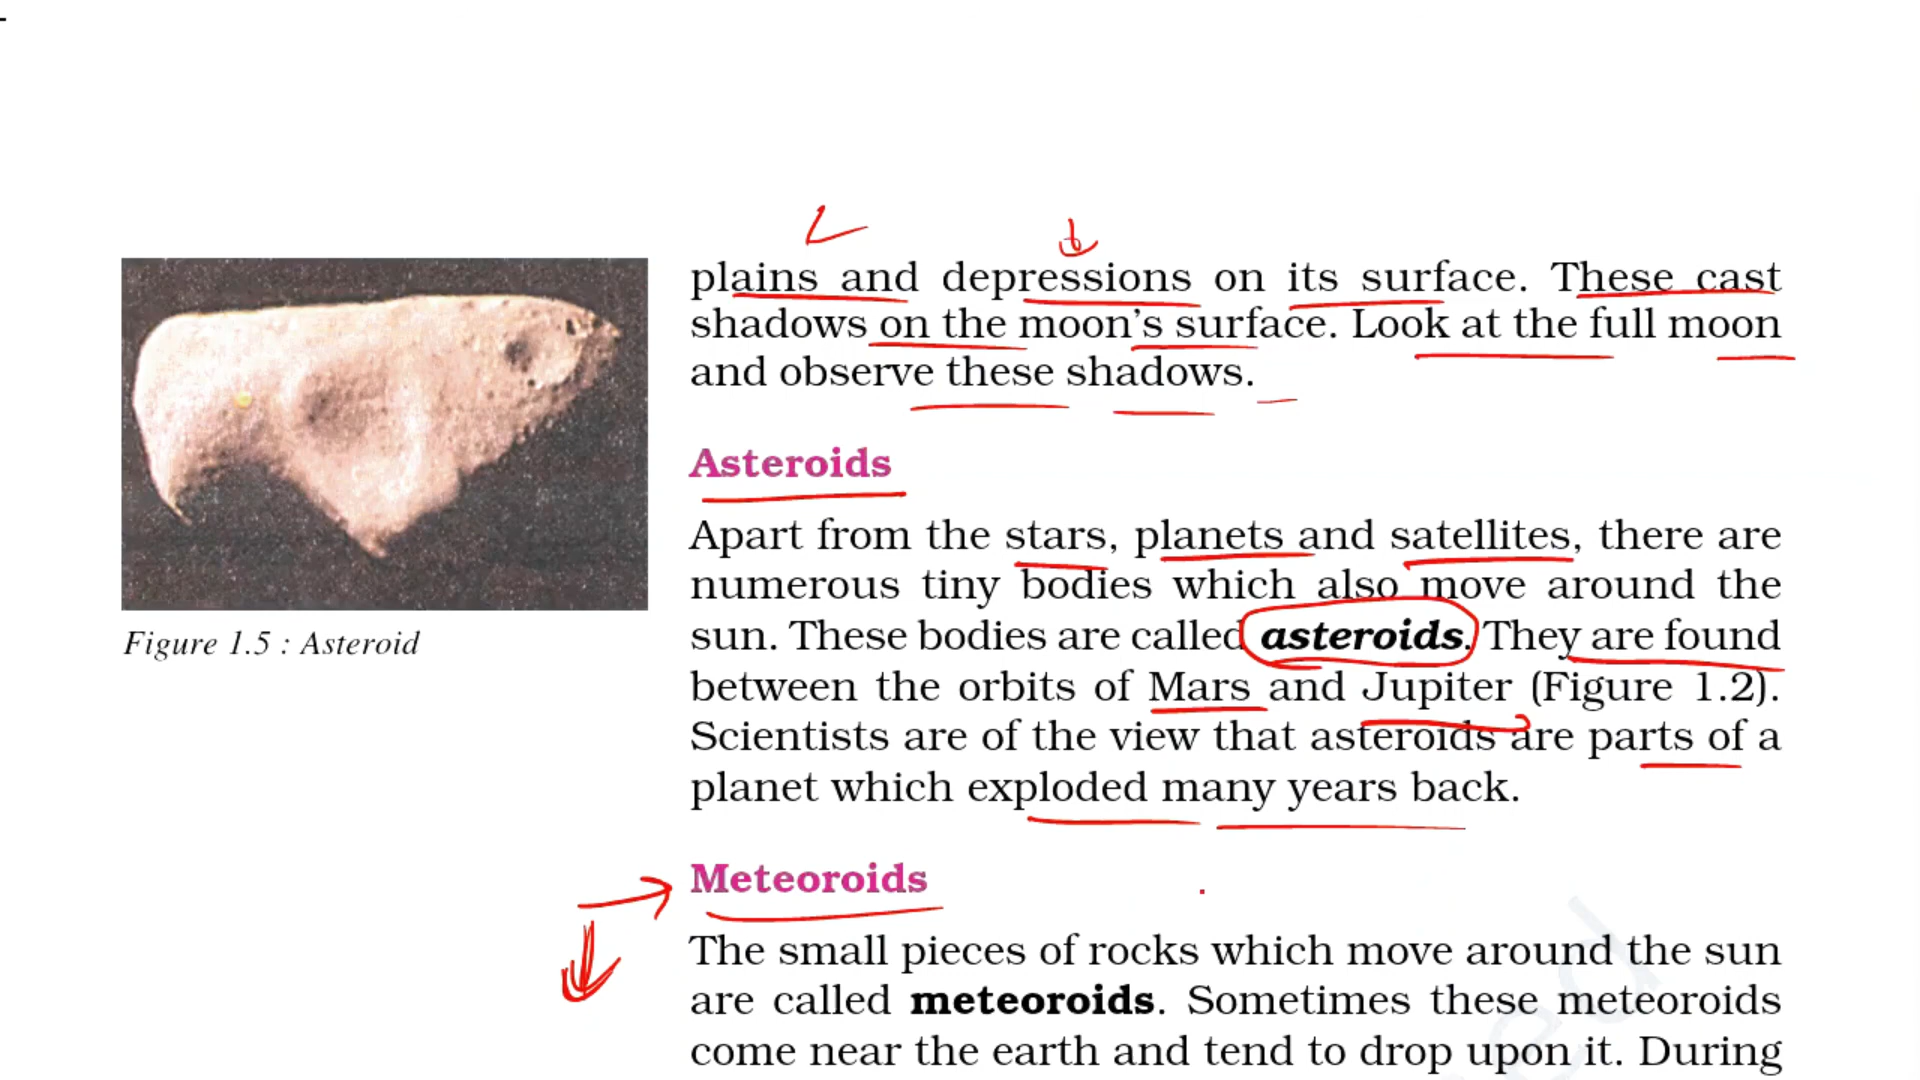 plains and depressions on its surface. These cast
shadows on the moon's surface. Look at the full moon
and observe these shadows.
Asteroids
Apart from the stars, planets and satellites, there are
numerous tiny bodies which also move around the
sun. These bodies are called asteroids. They are found
between the orbits of Mars and Jupiter (Figure 1.2).
Scientists are of the view that asteroids are parts of a
planet which exploded many years back.
Figure 1.5 : Asteroid
Meteoroids
The small pieces of rocks which move around the sun
are called meteoroids. Sometimes these meteoroids
come near the earth and tend to drop upon it. During